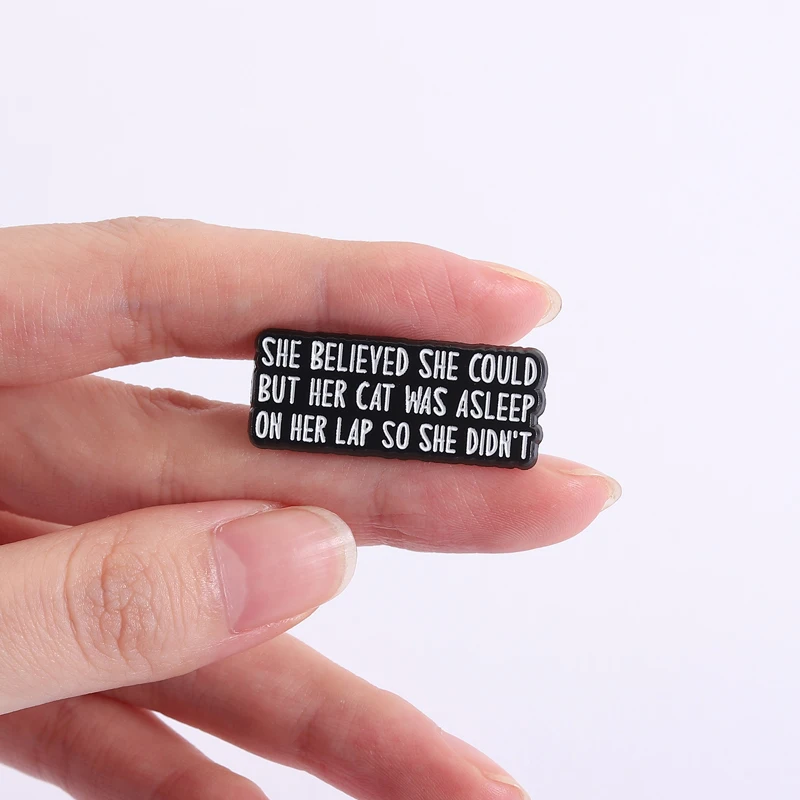 SHE BELIEVED SHE COULD
BUT HER CAT WAS ASLEEP
ON HER LAP SO SHE DIDN'T